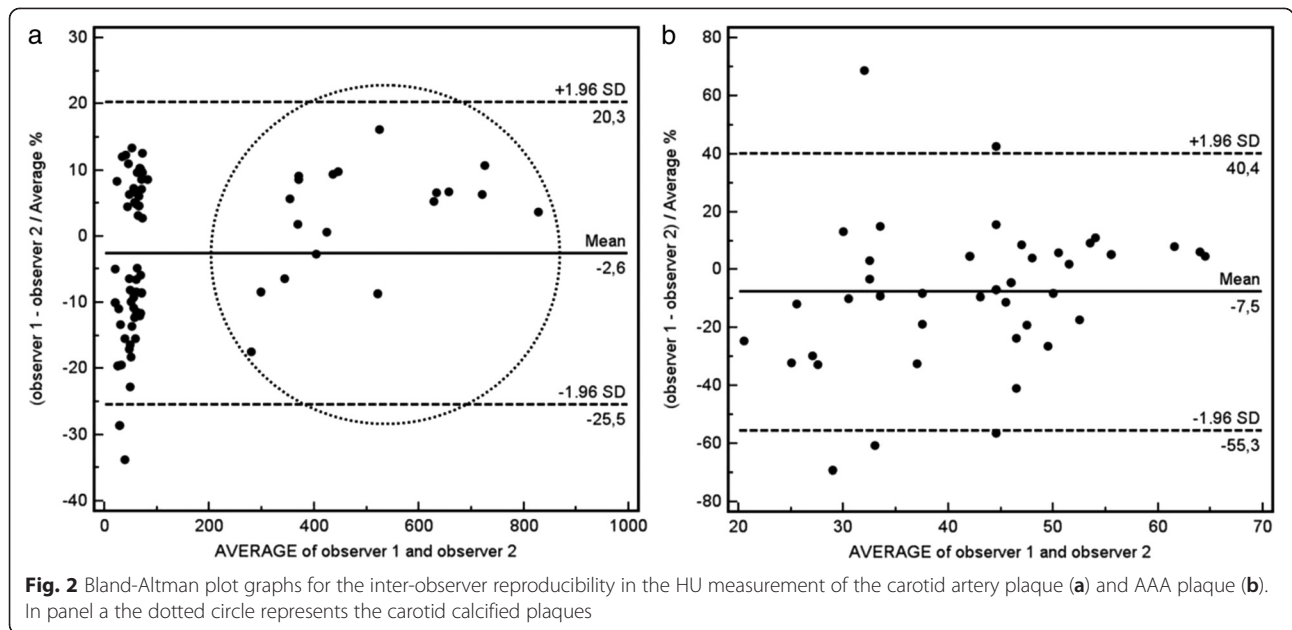 a
30
20
10
0
-10
-20
-30
-40
(observer 1 - observer 2 / Average %
+1.96 SD
20,3
Mean
-2,6
-1.96 SD
-25,5
0 200 400 600 800 1000
AVERAGE of observer 1 and observer 2
b
80
60
40
20
0
-20
-40
-60
-80
(observer 1 - observer 2) / Average %
+1.96 SD
40,4
Mean
-7,5
-1.96 SD
-55,3
20 30 40 50 60 70
AVERAGE of observer 1 and observer 2
Fig. 2 Bland-Altman plot graphs for the inter-observer reproducibility in the HU measurement of the carotid artery plaque (a) and AAA plaque (b).
In panel a the dotted circle represents the carotid calcified plaques